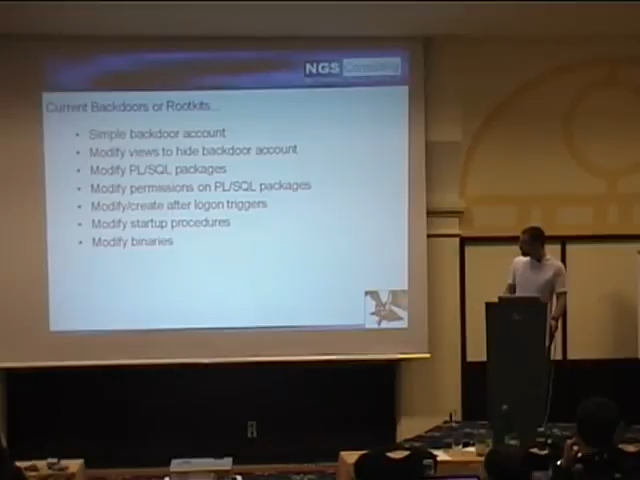 NGS Consulting
Current Backdoors or Rootkits...
• Simple backdoor account
• Modify views to hide backdoor account
• Modify PL/SQL packages
• Modify permissions on PL/SQL packages
• Modify/create after logon triggers
• Modify startup procedures
• Modify binaries